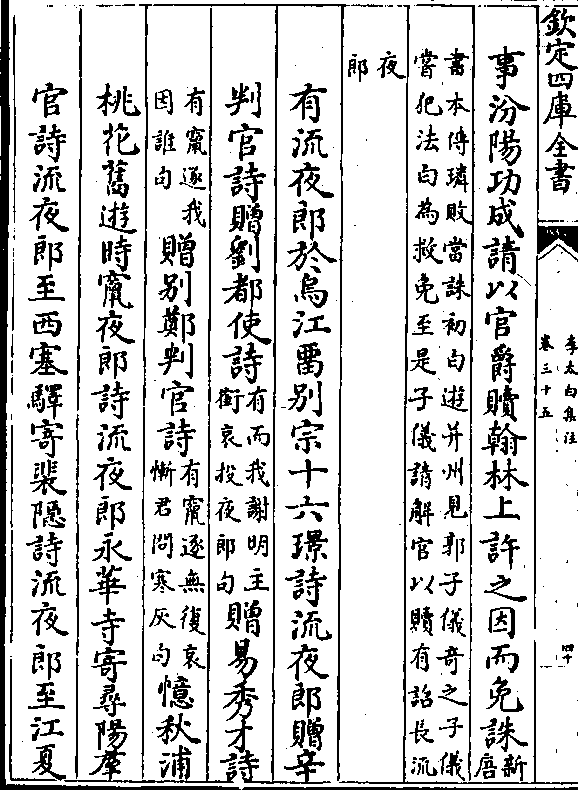 欽定四庫全書
李太白集注
卷三十五
四十
事汾陽功成請以官爵贖翰林上許之因而免誅新唐
書本傳璘敗當誅初白遊并州見郭子儀奇之子儀
嘗犯法白為救免至是子儀請解官以贖有詔長流
夜
郎
有流夜郎於烏江留别宗十六璟詩流夜郎贈辛
判官詩贈劉都使詩有而我謝明主銜哀投夜郎句贈易秀才詩
有竄逐我因誰句贈别鄭判官詩有竄逐無復哀慚君問寒灰句憶秋浦
桃花舊遊時竄夜郎詩流夜郎永華寺寄尋陽羣
官詩流夜郎至西塞驛寄裴隱詩流夜郎至江夏